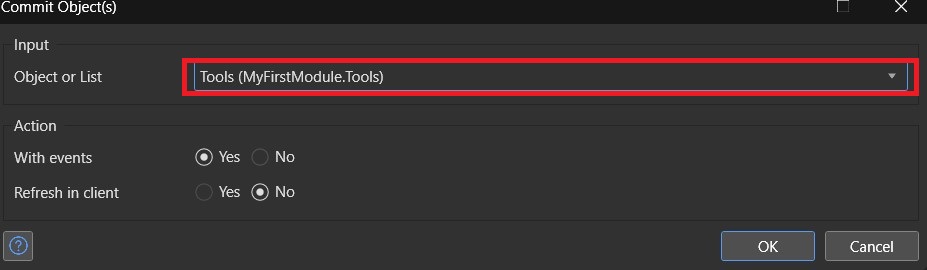 Commit Object(s)
Input
Object or List Tools (MyFirstModule.Tools)
Action
With events Yes No
Refresh in client Yes No
? OK Cancel